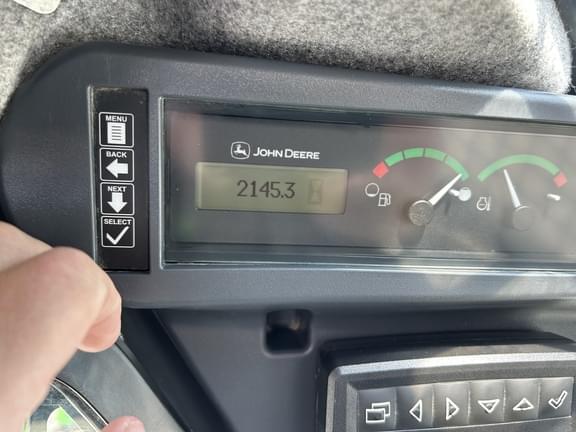 MENU
BACK
NEXT
SELECT
JOHN DEERE
2145.3